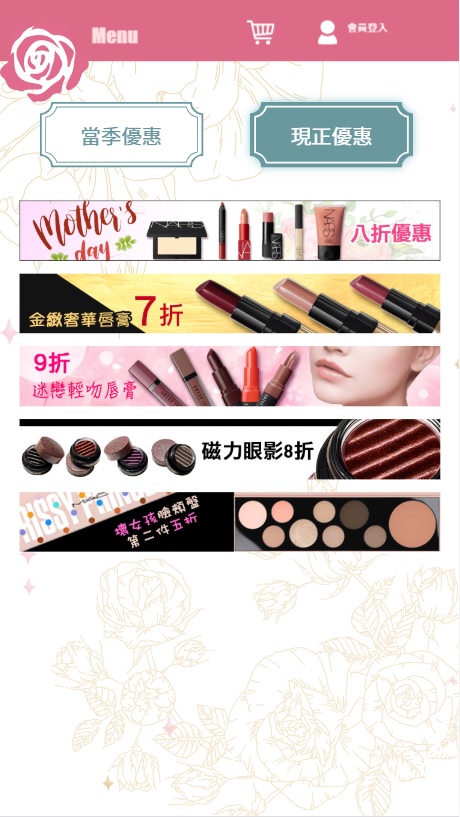 Menu
會員登入
當季優惠
現正優惠
Mother's
day
NARS
八折優惠
金緻奢華唇膏7折
9折
迷戀輕吻唇膏
磁力眼影8折
壞女孩臉頰盤
第二件五折